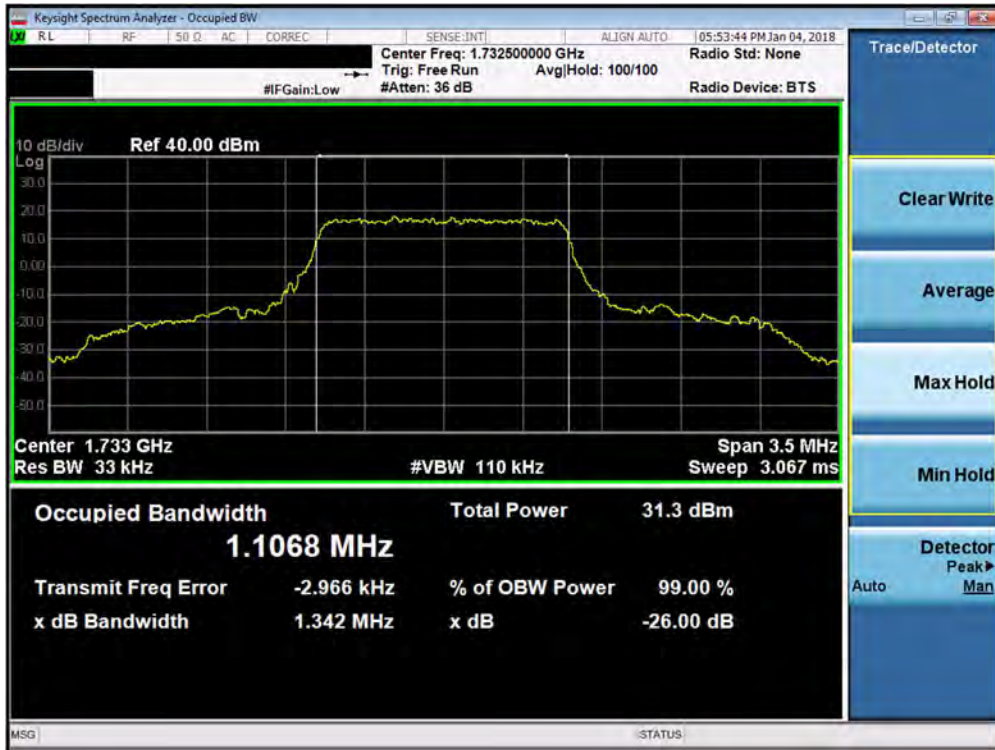 Keysight Spectrum Analyzer - Occupied BW
RL RF 50 Ω AC CORREC SENSE:INT ALIGN AUTO 05:53:44 PM Jan 04, 2018
Center Freq: 1.732500000 GHz Radio Std: None
Trig: Free Run Avg|Hold: 100/100
#IFGain:Low #Atten: 36 dB Radio Device: BTS
Trace/Detector
10 dB/div Ref 40.00 dBm
Log
30.0
20.0
10.0
0.00
-10.0
-20.0
-30.0
-40.0
-50.0
Center 1.733 GHz Span 3.5 MHz
Res BW 33 kHz #VBW 110 kHz Sweep 3.067 ms
Occupied Bandwidth Total Power 31.3 dBm
1.1068 MHz
Transmit Freq Error -2.966 kHz % of OBW Power 99.00 %
x dB Bandwidth 1.342 MHz x dB -26.00 dB
Clear Write
Average
Max Hold
Min Hold
Detector
Peak▶
Auto Man
MSG STATUS